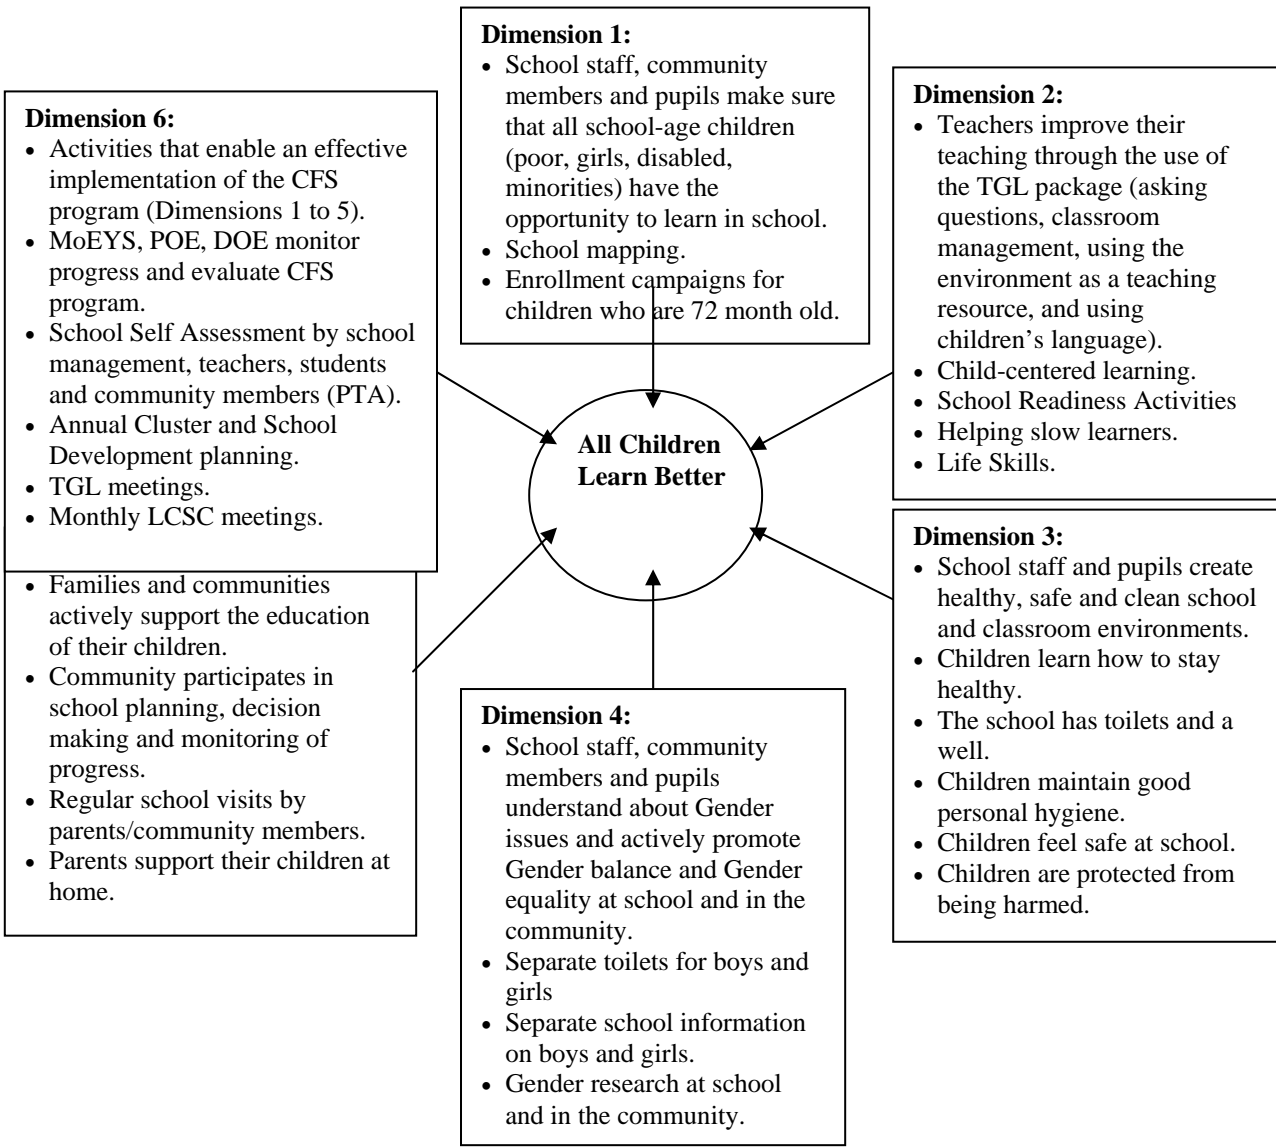 Dimension 1:
• School staff, community
members and pupils make sure
that all school-age children
(poor, girls, disabled,
minorities) have the
opportunity to learn in school.
• School mapping.
• Enrollment campaigns for
children who are 72 month old.
Dimension 2:
• Teachers improve their
teaching through the use of
the TGL package (asking
questions, classroom
management, using the
environment as a teaching
resource, and using
children’s language).
• Child-centered learning.
• School Readiness Activities
• Helping slow learners.
• Life Skills.
Dimension 6:
• Activities that enable an effective
implementation of the CFS
program (Dimensions 1 to 5).
• MoEYS, POE, DOE monitor
progress and evaluate CFS
program.
• School Self Assessment by school
management, teachers, students
and community members (PTA).
• Annual Cluster and School
Development planning.
• TGL meetings.
• Monthly LCSC meetings.
All Children
Learn Better
Dimension 3:
• School staff and pupils create
healthy, safe and clean school
and classroom environments.
• Children learn how to stay
healthy.
• The school has toilets and a
well.
• Children maintain good
personal hygiene.
• Children feel safe at school.
• Children are protected from
being harmed.
• Families and communities
actively support the education
of their children.
• Community participates in
school planning, decision
making and monitoring of
progress.
• Regular school visits by
parents/community members.
• Parents support their children at
home.
Dimension 4:
• School staff, community
members and pupils
understand about Gender
issues and actively promote
Gender balance and Gender
equality at school and in the
community.
• Separate toilets for boys and
girls
• Separate school information
on boys and girls.
• Gender research at school
and in the community.